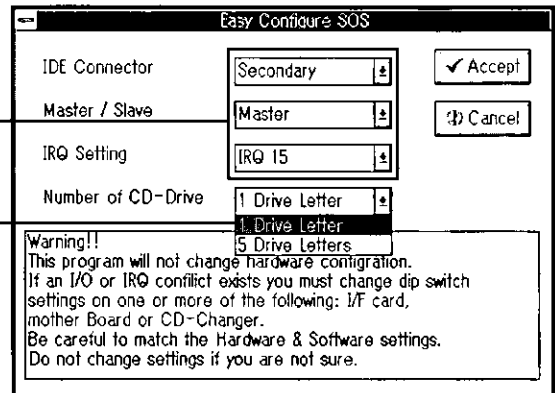 Easy Configure SOS
IDE Connector
Secondary
Accept
Master / Slave
Master
Cancel
IRQ Setting
IRQ 15
Number of CD-Drive
1 Drive Letter
1 Drive Letter
5 Drive Letters
Warning!!
This program will not change hardware contigration.
If an I/O or IRQ confilict exists you must change dip switch
settings on one or more of the following: I/F card,
mother Board or CD-Changer.
Be careful to match the Hardware & Software settings.
Do not change settings if you are not sure.